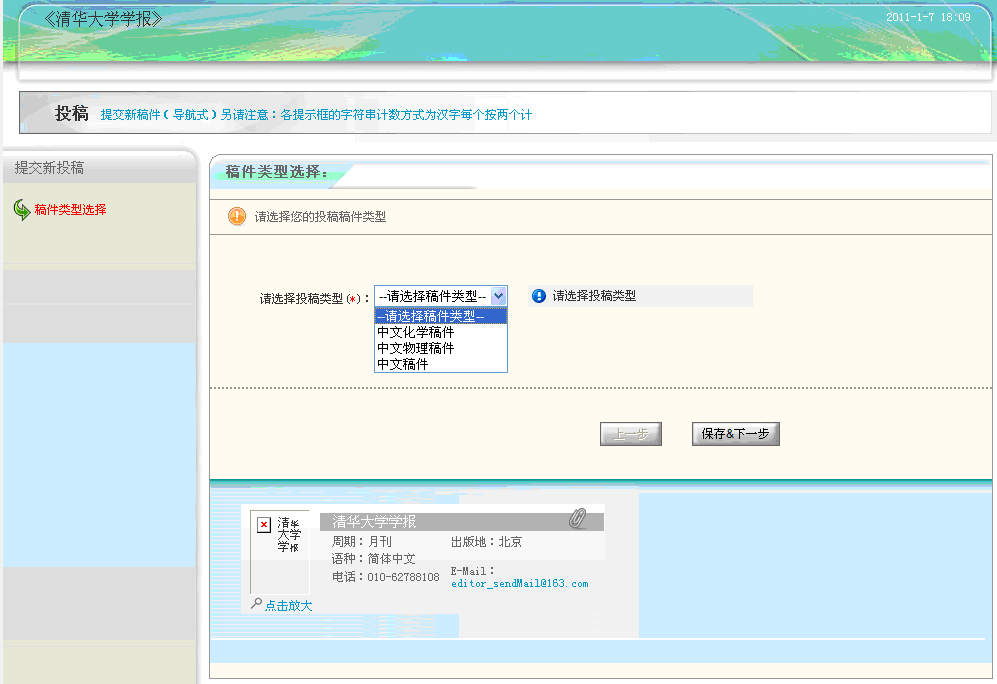 《清华大学学报》
2011-1-7 18:09
投稿 提交新稿件（导航式）另请注意：各提示框的字符串计数方式为汉字每个按两个计
提交新投稿
稿件类型选择
稿件类型选择：
请选择您的投稿稿件类型
请选择投稿类型(*)：
--请选择稿件类型--
请选择投稿类型
--请选择稿件类型--
中文化学稿件
中文物理稿件
中文稿件
上一步
保存&下一步
清华
大学
学报
清华大学学报
周期：月刊
出版地：北京
语种：简体中文
电话：010-62788108
E-Mail：
editor_sendMail@163.com
点击放大